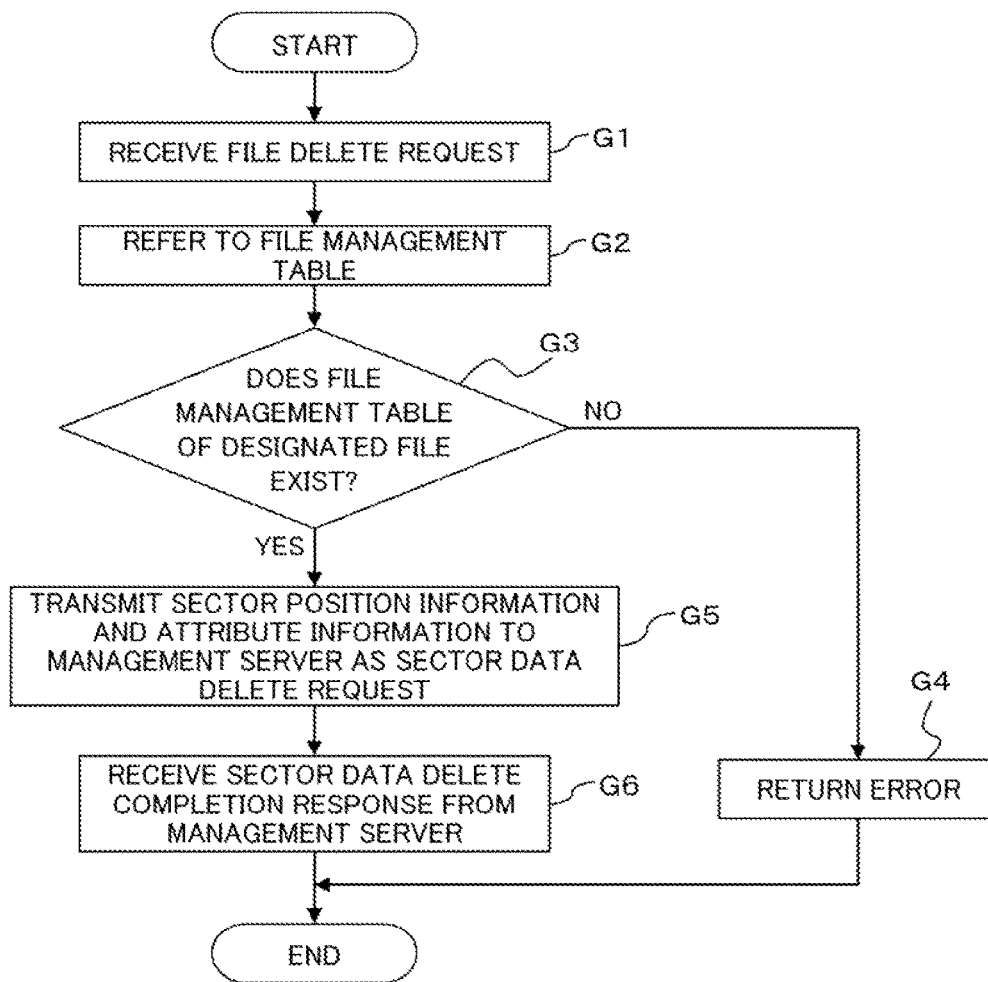 START
RECEIVE FILE DELETE REQUEST
G1
REFER TO FILE MANAGEMENT
TABLE
G2
DOES FILE
MANAGEMENT TABLE
OF DESIGNATED FILE
EXIST?
G3
NO
YES
TRANSMIT SECTOR POSITION INFORMATION
AND ATTRIBUTE INFORMATION TO
MANAGEMENT SERVER AS SECTOR DATA
DELETE REQUEST
G5
G4
RETURN ERROR
RECEIVE SECTOR DATA DELETE
COMPLETION RESPONSE FROM
MANAGEMENT SERVER
G6
END